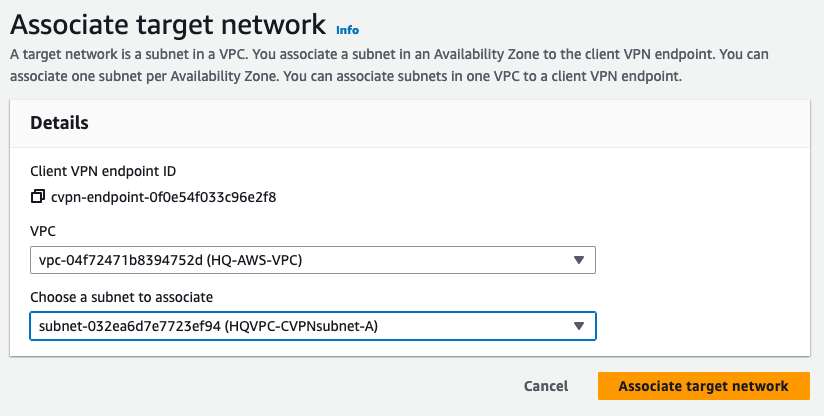 Associate target network Info
A target network is a subnet in a VPC. You associate a subnet in an Availability Zone to the client VPN endpoint. You can
associate one subnet per Availability Zone. You can associate subnets in one VPC to a client VPN endpoint.
Details
Client VPN endpoint ID
cvpn-endpoint-0f0e54f033c96e2f8
VPC
vpc-04f72471b8394752d (HQ-AWS-VPC)
Choose a subnet to associate
subnet-032ea6d7e7723ef94 (HQVPC-CVPNsubnet-A)
Cancel Associate target network